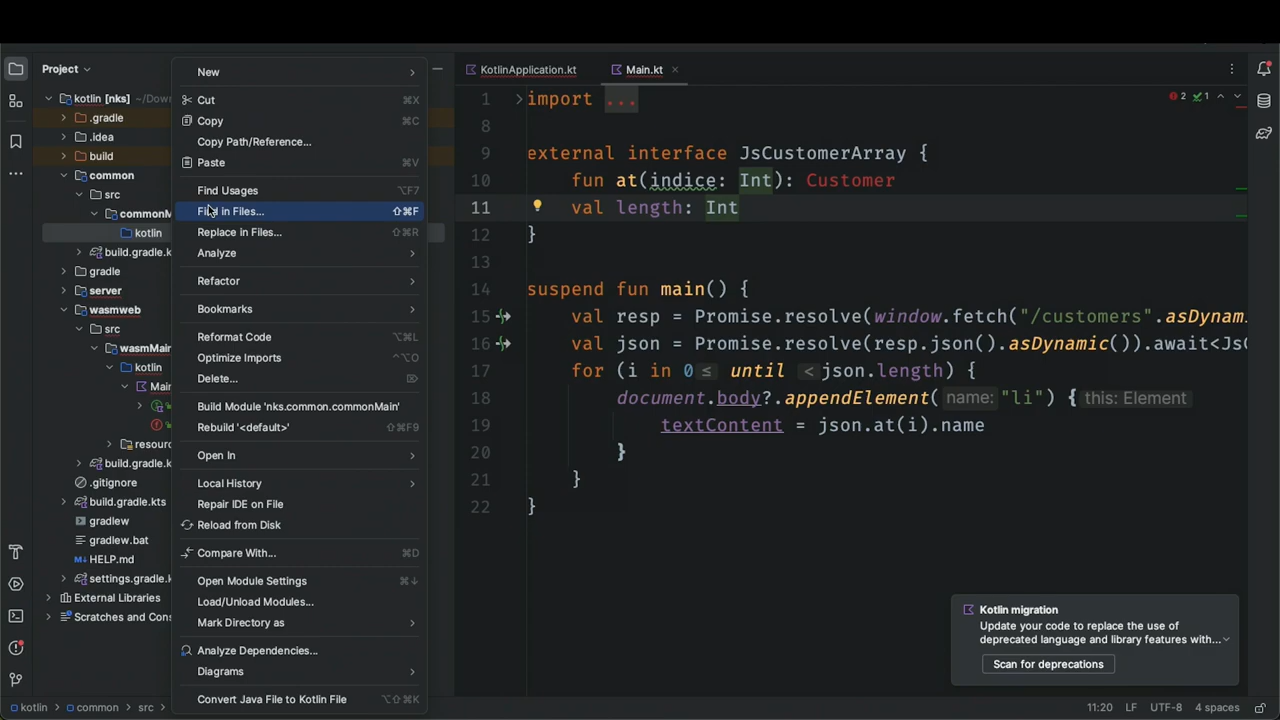 Project
kotlin [nks] ~/Dow
.gradle
.idea
build
common
src
commonM
kotlin
build.gradle.k
gradle
server
wasmweb
src
wasmMain
kotlin
Main
resourc
build.gradle.k
.gitignore
build.gradle.kts
gradlew
gradlew.bat
M↓ HELP.md
settings.gradle.k
External Libraries
Scratches and Cons
New
Cut ⌘X
Copy ⌘C
Copy Path/Reference...
Paste ⌘V
Find Usages ⌥F7
Find in Files... ⇧⌘F
Replace in Files... ⇧⌘R
Analyze
Refactor
Bookmarks
Reformat Code ⌥⌘L
Optimize Imports ⌃⌥O
Delete... ⌦
Build Module 'nks.common.commonMain'
Rebuild '<default>' ⇧⌘F9
Open In
Local History
Repair IDE on File
Reload from Disk
Compare With... ⌘D
Open Module Settings ⌘↓
Load/Unload Modules...
Mark Directory as
Analyze Dependencies...
Diagrams
Convert Java File to Kotlin File ⌥⇧⌘K
KotlinApplication.kt Main.kt
2 1
1 import ...
8
9 external interface JsCustomerArray {
10 fun at(indice: Int): Customer
11 val length: Int
12 }
13
14 suspend fun main() {
15 val resp = Promise.resolve(window.fetch("/customers".asDynami
16 val json = Promise.resolve(resp.json().asDynamic()).await<JsC
17 for (i in 0 ≤ until < json.length) {
18 document.body?.appendElement( name: "li") { this: Element
19 textContent = json.at(i).name
20 }
21 }
22 }
Kotlin migration
Update your code to replace the use of
deprecated language and library features with...
Scan for deprecations
kotlin > common > src >
11:20 LF UTF-8 4 spaces